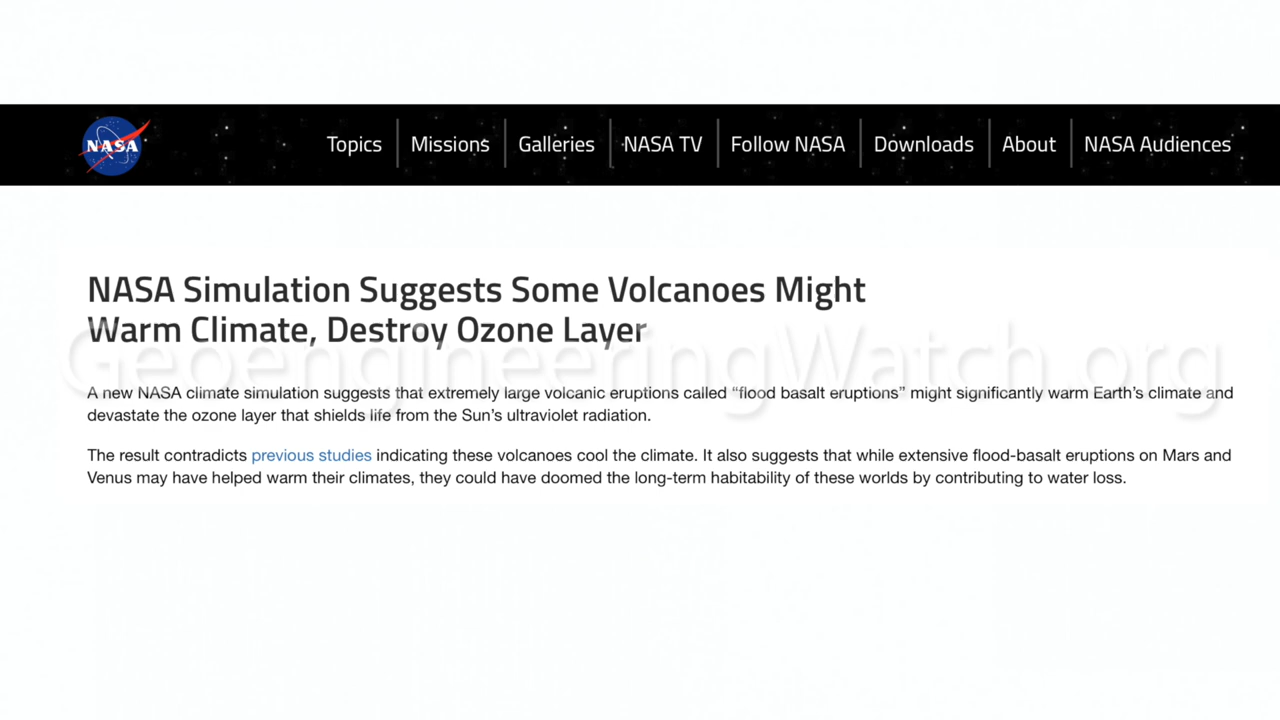 NASA
Topics
Missions
Galleries
NASA TV
Follow NASA
Downloads
About
NASA Audiences
NASA Simulation Suggests Some Volcanoes Might
Warm Climate, Destroy Ozone Layer
GeoengineeringWatch.org
A new NASA climate simulation suggests that extremely large volcanic eruptions called “flood basalt eruptions” might significantly warm Earth’s climate and
devastate the ozone layer that shields life from the Sun’s ultraviolet radiation.
The result contradicts previous studies indicating these volcanoes cool the climate. It also suggests that while extensive flood-basalt eruptions on Mars and
Venus may have helped warm their climates, they could have doomed the long-term habitability of these worlds by contributing to water loss.